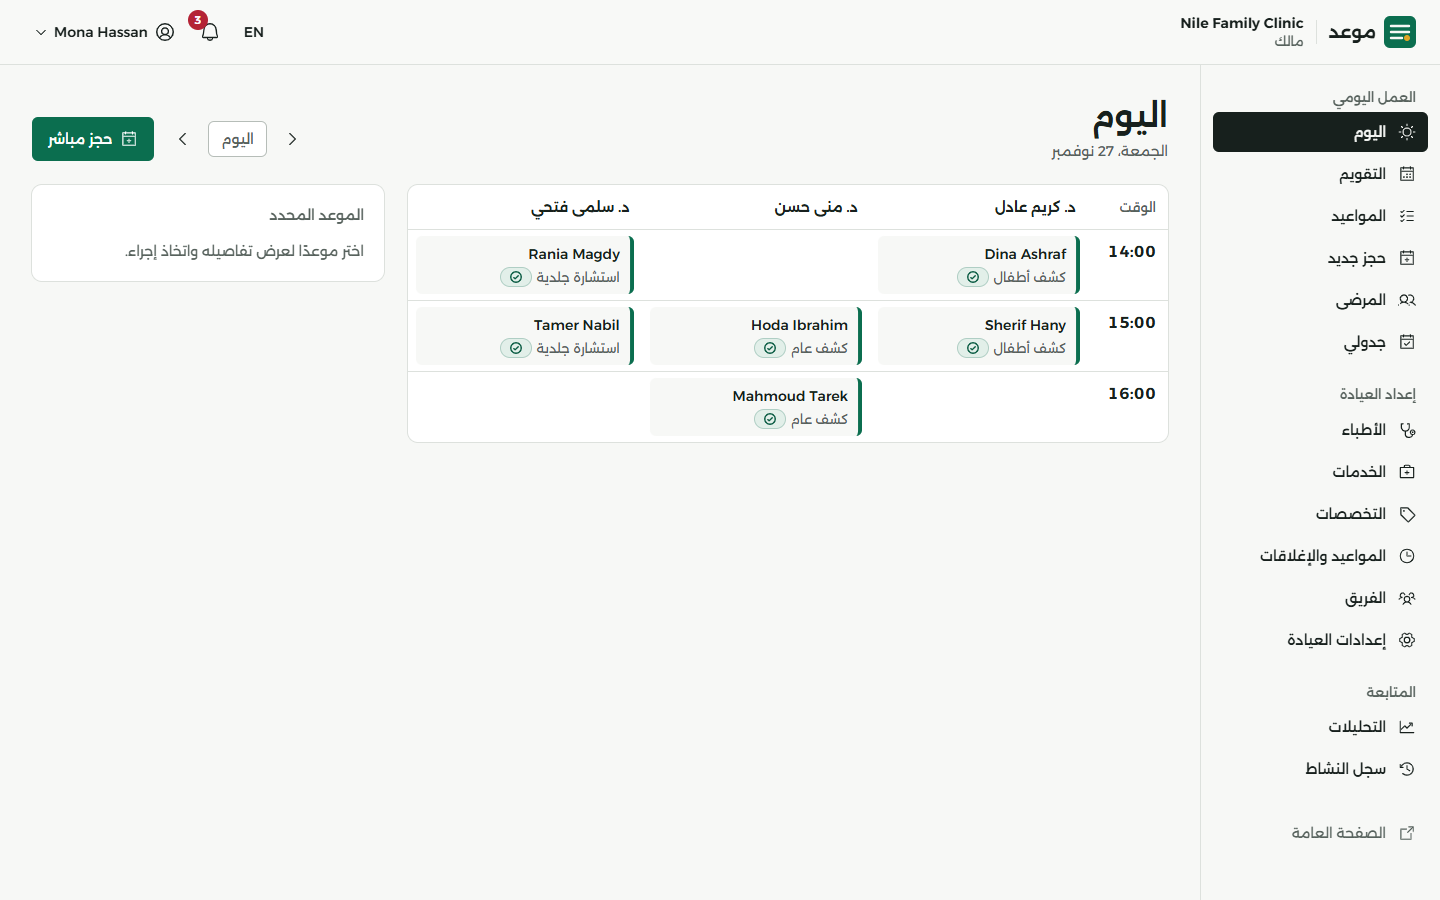 موعد
Nile Family Clinic
مالك
EN
3
Mona Hassan
العمل اليومي
اليوم
التقويم
المواعيد
حجز جديد
المرضى
جدولي
إعداد العيادة
الأطباء
الخدمات
التخصصات
المواعيد والإغلاقات
الفريق
إعدادات العيادة
المتابعة
التحليلات
سجل النشاط
الصفحة العامة
اليوم
الجمعة، 27 نوفمبر
اليوم
حجز مباشر
الوقت د. كريم عادل د. منى حسن د. سلمى فتحي
14:00 Dina Ashraf Rania Magdy
كشف أطفال استشارة جلدية
15:00 Sherif Hany Hoda Ibrahim Tamer Nabil
كشف أطفال كشف عام استشارة جلدية
16:00 Mahmoud Tarek
كشف عام
الموعد المحدد
اختر موعدًا لعرض تفاصيله واتخاذ إجراء.